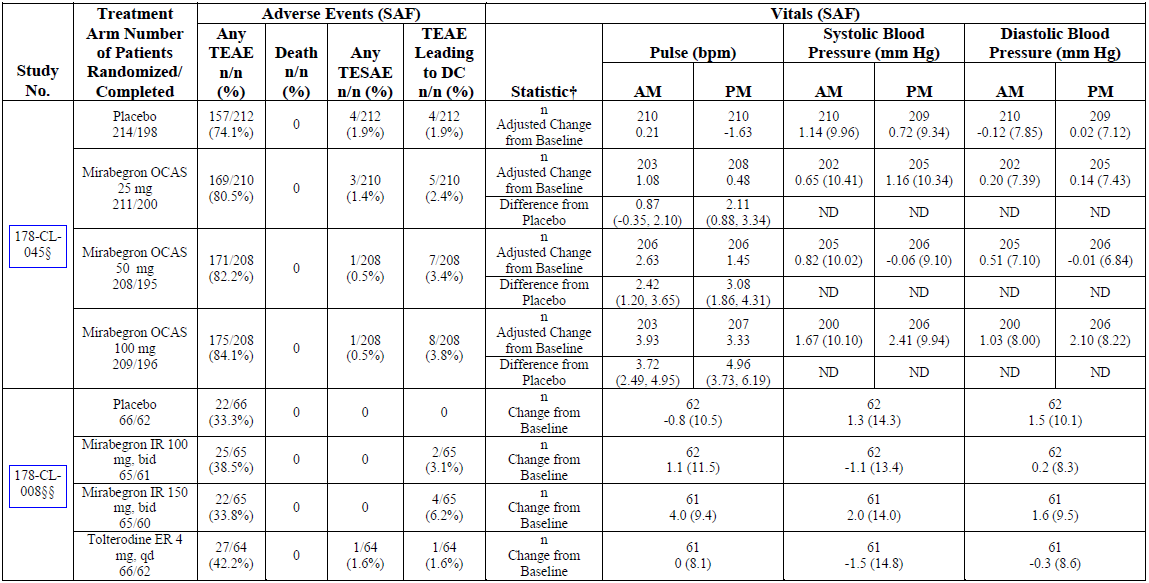 Study No. | Treatment Arm Number of Patients Randomized/ Completed | Adverse Events (SAF) | Vitals (SAF)
Any TEAE n/n (%) | Death n/n (%) | Any TESAE n/n (%) | TEAE Leading to DC n/n (%) | Statistic† | Pulse (bpm) | Systolic Blood Pressure (mm Hg) | Diastolic Blood Pressure (mm Hg)
AM | PM | AM | PM | AM | PM
178-CL-045§
Placebo 214/198 | 157/212 (74.1%) | 0 | 4/212 (1.9%) | 4/212 (1.9%) | n Adjusted Change from Baseline | 210 0.21 | 210 -1.63 | 210 1.14 (9.96) | 209 0.72 (9.34) | 210 -0.12 (7.85) | 209 0.02 (7.12)
Mirabegron OCAS 25 mg 211/200 | 169/210 (80.5%) | 0 | 3/210 (1.4%) | 5/210 (2.4%) | n Adjusted Change from Baseline | 203 1.08 | 208 0.48 | 202 0.65 (10.41) | 205 1.16 (10.34) | 202 0.20 (7.39) | 205 0.14 (7.43)
Difference from Placebo | 0.87 (-0.35, 2.10) | 2.11 (0.88, 3.34) | ND | ND | ND | ND
Mirabegron OCAS 50 mg 208/195 | 171/208 (82.2%) | 0 | 1/208 (0.5%) | 7/208 (3.4%) | n Adjusted Change from Baseline | 206 2.63 | 206 1.45 | 205 0.82 (10.02) | 206 -0.06 (9.10) | 205 0.51 (7.10) | 206 -0.01 (6.84)
Difference from Placebo | 2.42 (1.20, 3.65) | 3.08 (1.86, 4.31) | ND | ND | ND | ND
Mirabegron OCAS 100 mg 209/196 | 175/208 (84.1%) | 0 | 1/208 (0.5%) | 8/208 (3.8%) | n Adjusted Change from Baseline | 203 3.93 | 207 3.33 | 200 1.67 (10.10) | 206 2.41 (9.94) | 200 1.03 (8.00) | 206 2.10 (8.22)
Difference from Placebo | 3.72 (2.49, 4.95) | 4.96 (3.73, 6.19) | ND | ND | ND | ND
178-CL-008§§
Placebo 66/62 | 22/66 (33.3%) | 0 | 0 | 0 | n Change from Baseline | 62 -0.8 (10.5) | 62 1.3 (14.3) | 62 1.5 (10.1)
Mirabegron IR 100 mg, bid 65/61 | 25/65 (38.5%) | 0 | 0 | 2/65 (3.1%) | n Change from Baseline | 62 1.1 (11.5) | 62 -1.1 (13.4) | 62 0.2 (8.3)
Mirabegron IR 150 mg, bid 65/60 | 22/65 (33.8%) | 0 | 0 | 4/65 (6.2%) | n Change from Baseline | 61 4.0 (9.4) | 61 2.0 (14.0) | 61 1.6 (9.5)
Tolterodine ER 4 mg, qd 66/62 | 27/64 (42.2%) | 0 | 1/64 (1.6%) | 1/64 (1.6%) | n Change from Baseline | 61 0 (8.1) | 61 -1.5 (14.8) | 61 -0.3 (8.6)